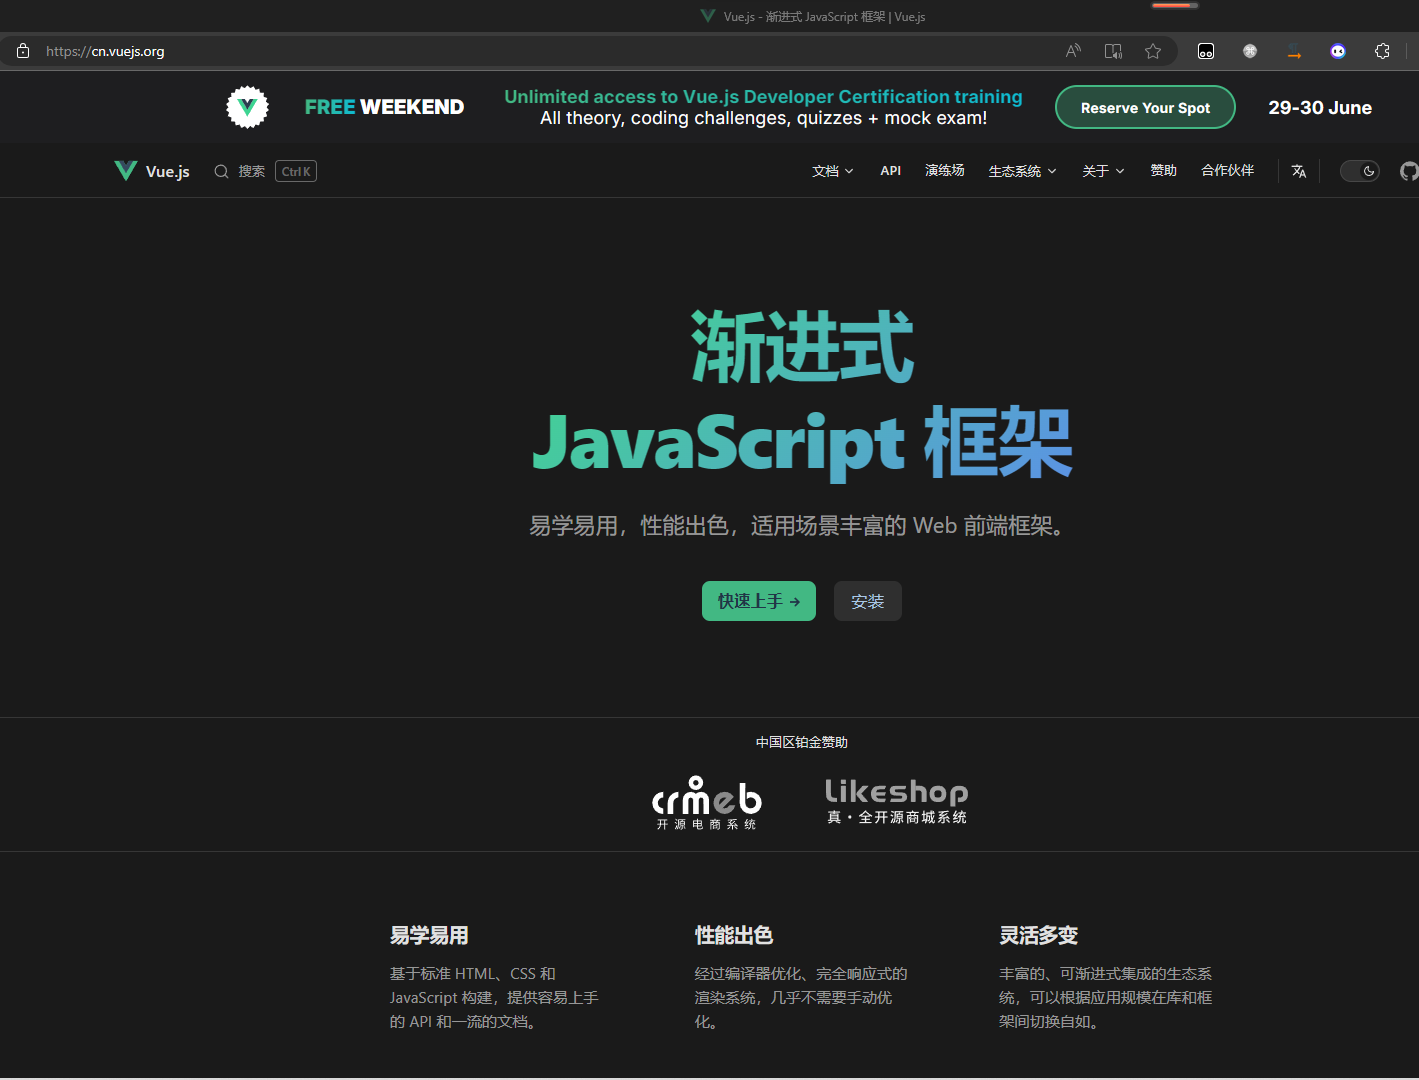 Vue.js - 渐进式 JavaScript 框架 | Vue.js
https://cn.vuejs.org
FREE WEEKEND
Unlimited access to Vue.js Developer Certification training
All theory, coding challenges, quizzes + mock exam!
Reserve Your Spot
29-30 June
Vue.js
搜索
Ctrl K
文档
API
演练场
生态系统
关于
赞助
合作伙伴
渐进式
JavaScript 框架
易学易用，性能出色，适用场景丰富的 Web 前端框架。
快速上手 →
安装
中国区铂金赞助
crmeb
开源电商系统
likeshop
真·全开源商城系统
易学易用
基于标准 HTML、CSS 和
JavaScript 构建，提供容易上手
的 API 和一流的文档。
性能出色
经过编译器优化、完全响应式的
渲染系统，几乎不需要手动优
化。
灵活多变
丰富的、可渐进式集成的生态系
统，可以根据应用规模在库和框
架间切换自如。